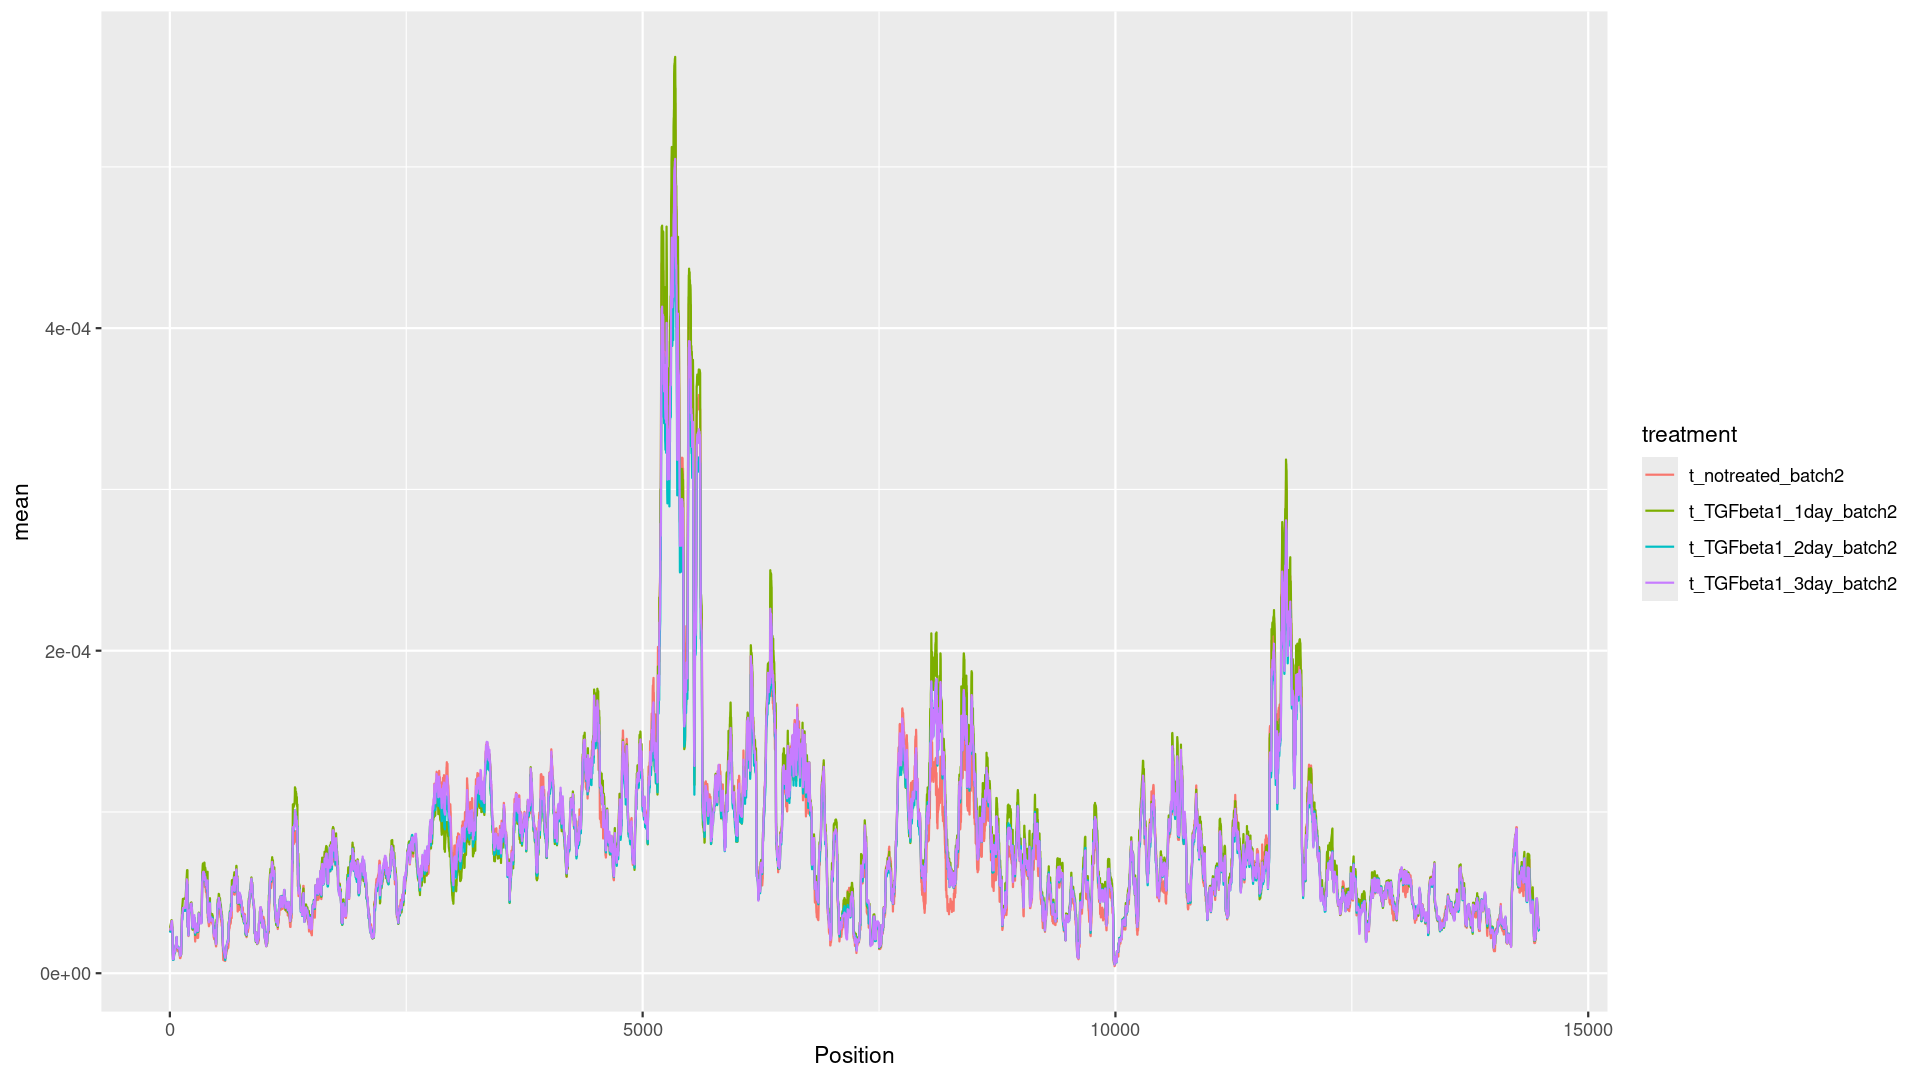 mean
4e-04
2e-04
0e+00
0
5000
10000
15000
Position
treatment
t_notreated_batch2
t_TGFbeta1_1day_batch2
t_TGFbeta1_2day_batch2
t_TGFbeta1_3day_batch2